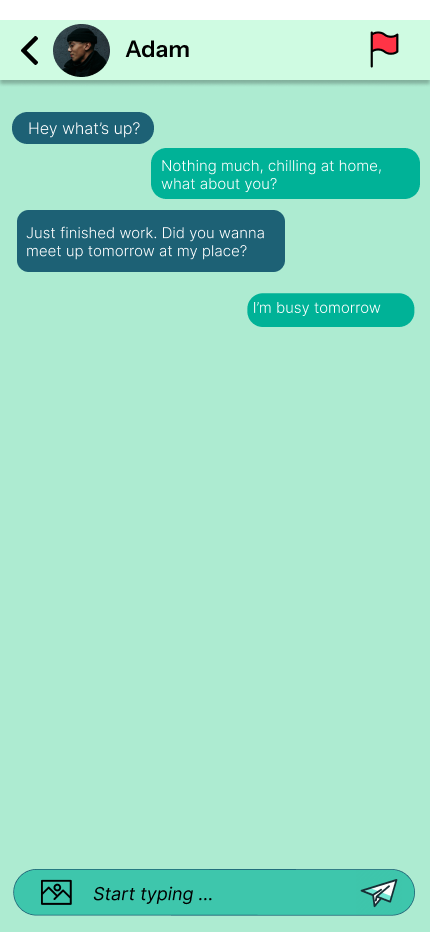 Adam
Hey what's up?
Nothing much, chilling at home,
what about you?
Just finished work. Did you wanna
meet up tomorrow at my place?
I'm busy tomorrow
Start typing ...